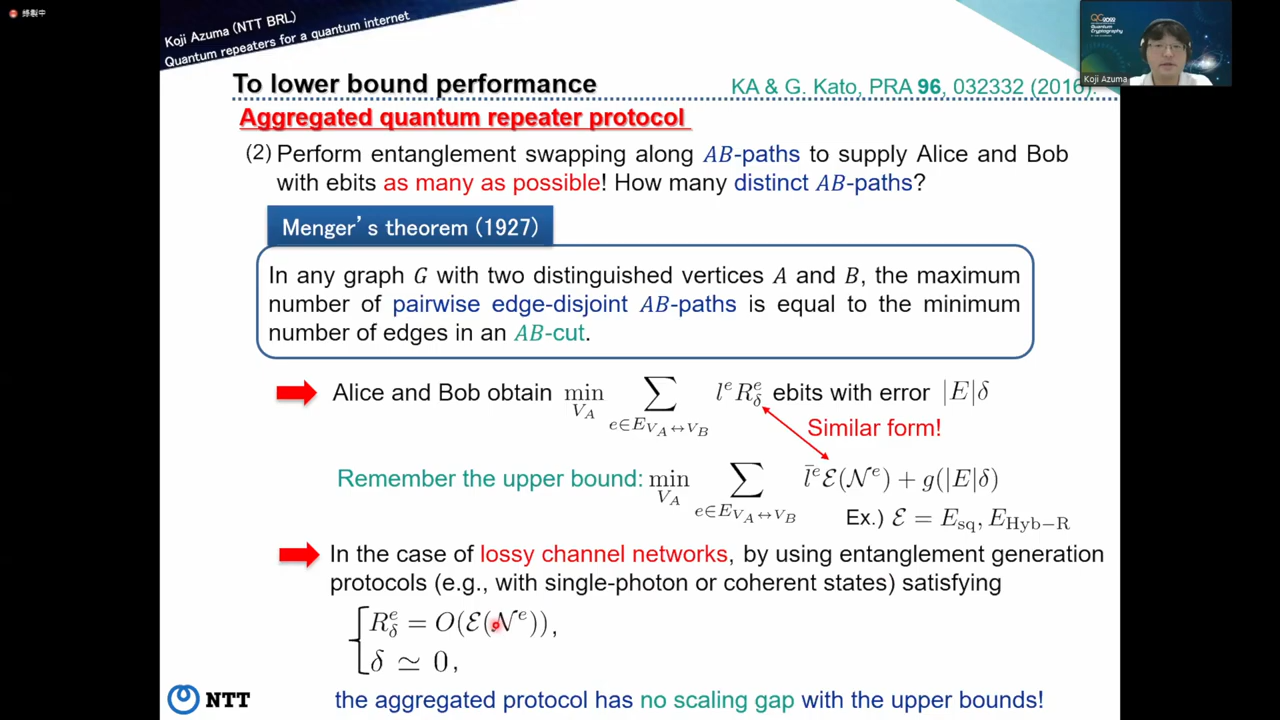 錄製中
Koji Azuma (NTT BRL)
Quantum repeaters for a quantum internet
QC
2022
Quantum
Cryptography
Koji Azuma
To lower bound performance
KA & G. Kato, PRA 96, 032332 (2016).
Aggregated quantum repeater protocol
(2) Perform entanglement swapping along AB-paths to supply Alice and Bob
with ebits as many as possible! How many distinct AB-paths?
Menger's theorem (1927)
In any graph G with two distinguished vertices A and B, the maximum
number of pairwise edge-disjoint AB-paths is equal to the minimum
number of edges in an AB-cut.
Alice and Bob obtain min_{V_A} ∑_{e∈E_{V_A↔V_B}} l^e R^e_δ ebits with error |E|δ
Similar form!
Remember the upper bound: min_{V_A} ∑_{e∈E_{V_A↔V_B}} l̄^e ℰ(𝒩^e) + g(|E|δ)
Ex.) ℰ = E_sq, E_Hyb−R
In the case of lossy channel networks, by using entanglement generation
protocols (e.g., with single-photon or coherent states) satisfying
R^e_δ = O(ℰ(𝒩^e)),
δ ≃ 0,
NTT
the aggregated protocol has no scaling gap with the upper bounds!